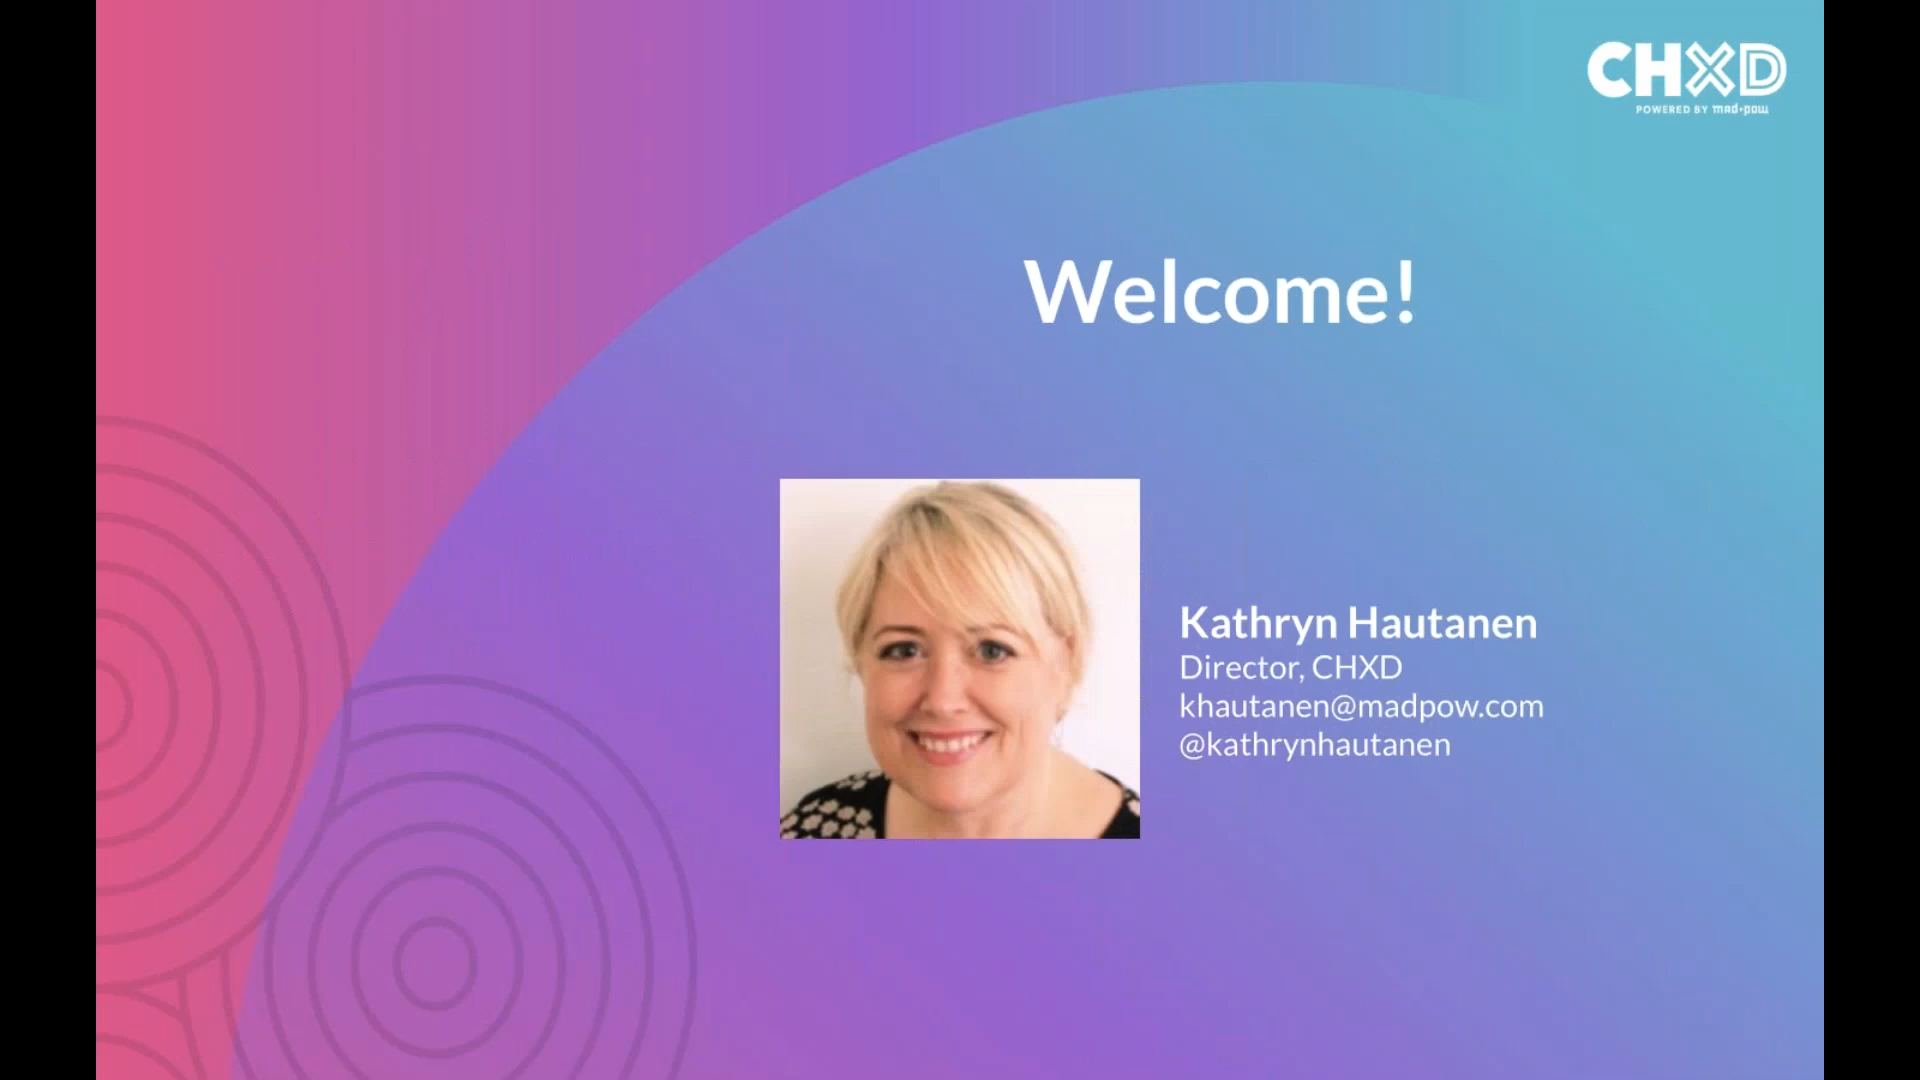 CHXD
POWERED BY mad*pow
Welcome!
Kathryn Hautanen
Director, CHXD
khautanen@madpow.com
@kathrynhautanen